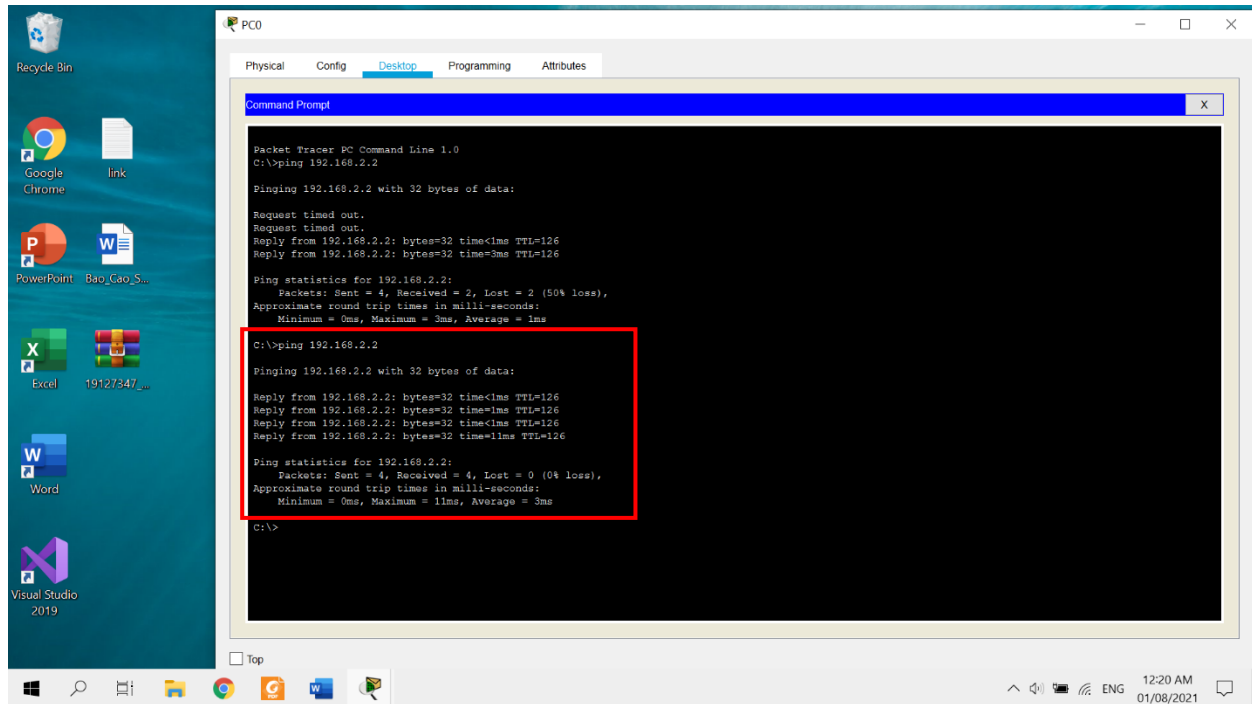 PC0
Recycle Bin
Physical Config Desktop Programming Attributes
Command Prompt
X
Packet Tracer PC Command Line 1.0
C:\>ping 192.168.2.2
Pinging 192.168.2.2 with 32 bytes of data:
Request timed out.
Request timed out.
Reply from 192.168.2.2: bytes=32 time<1ms TTL=126
Reply from 192.168.2.2: bytes=32 time=3ms TTL=126
Ping statistics for 192.168.2.2:
Packets: Sent = 4, Received = 2, Lost = 2 (50% loss),
Approximate round trip times in milli-seconds:
Minimum = 0ms, Maximum = 3ms, Average = 1ms
C:\>ping 192.168.2.2
Pinging 192.168.2.2 with 32 bytes of data:
Reply from 192.168.2.2: bytes=32 time<1ms TTL=126
Reply from 192.168.2.2: bytes=32 time=1ms TTL=126
Reply from 192.168.2.2: bytes=32 time<1ms TTL=126
Reply from 192.168.2.2: bytes=32 time=11ms TTL=126
Ping statistics for 192.168.2.2:
Packets: Sent = 4, Received = 4, Lost = 0 (0% loss),
Approximate round trip times in milli-seconds:
Minimum = 0ms, Maximum = 11ms, Average = 3ms
C:\>
Top
Google Chrome
link
PowerPoint
Bao_Cao_S...
Excel
19127347_...
Word
Visual Studio 2019
ENG
12:20 AM
01/08/2021